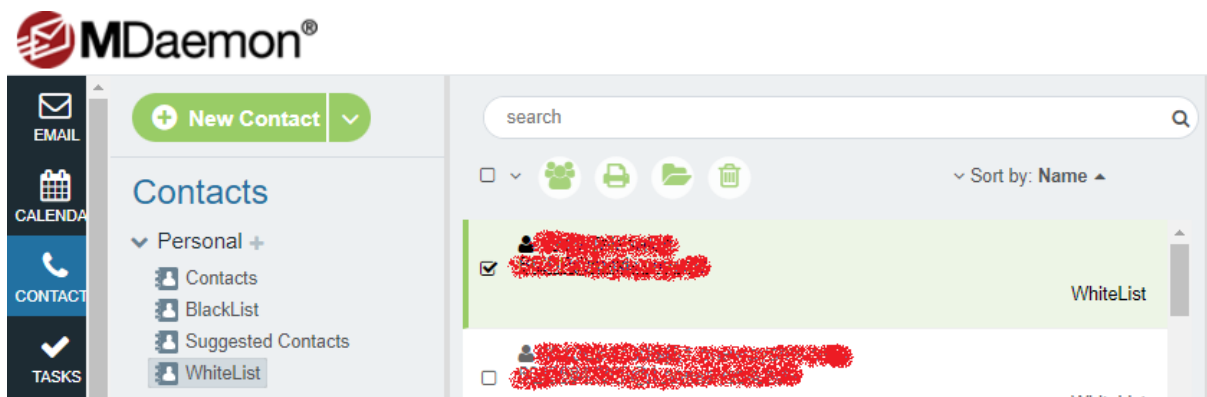 MDaemon®
EMAIL
CALENDA
CONTACT
TASKS
New Contact
Contacts
Personal
Contacts
BlackList
Suggested Contacts
WhiteList
search
Sort by: Name
WhiteList